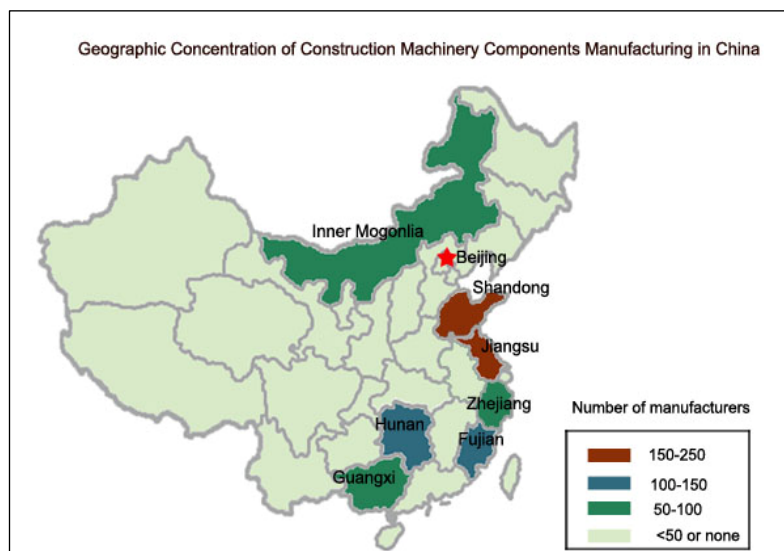 Geographic Concentration of Construction Machinery Components Manufacturing in China
Inner Mogonlia
Beijing
Shandong
Jiangsu
Zhejiang
Hunan
Fujian
Guangxi
Number of manufacturers
150-250
100-150
50-100
<50 or none